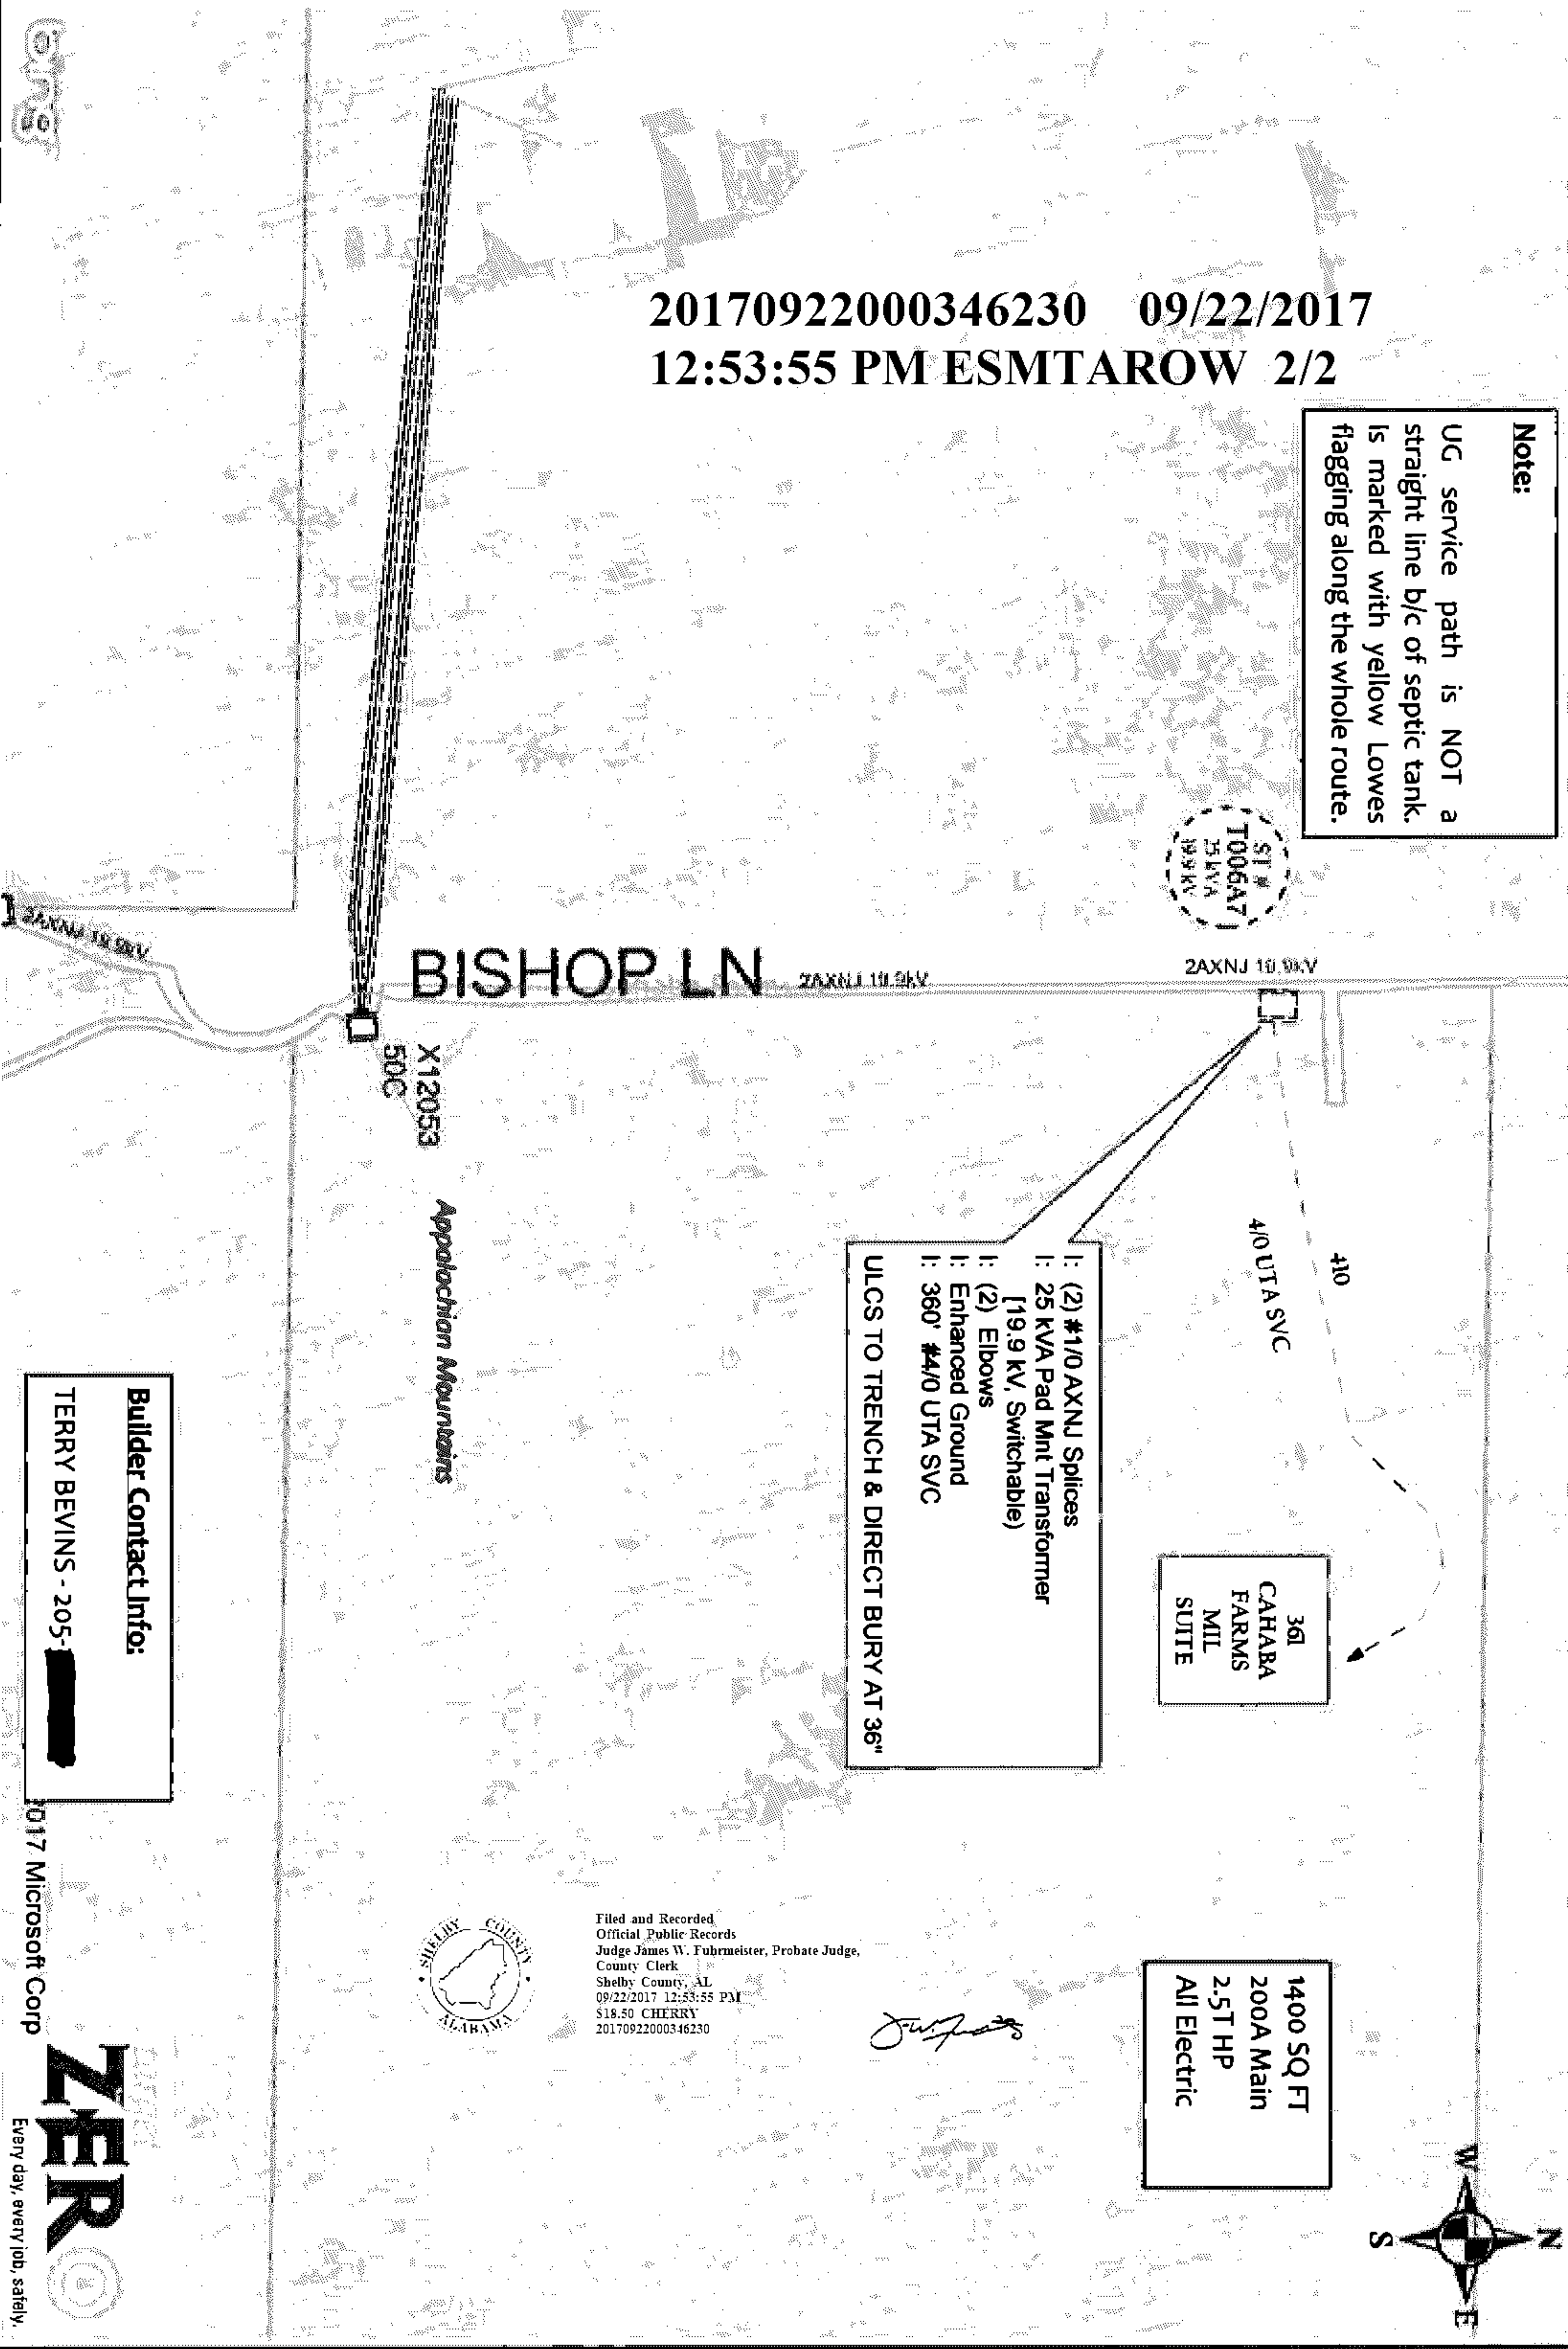 bing
20170922000346230 09/22/2017
12:53:55 PM ESMTAROW 2/2
Note:
UG service path is NOT a
straight line b/c of septic tank.
Is marked with yellow Lowes
flagging along the whole route.
ST #
T006A7
25 kVA
19.9 kV
2AXNJ 19.9kV
BISHOP LN
2AXNJ 19.9kV
2AXNJ 19.9kV
X12053
50C
Appalachian Mountains
410
4/0 UTA SVC
I: (2) #1/0 AXNJ Splices
I: 25 kVA Pad Mnt Transformer
[19.9 kV, Switchable)
I: (2) Elbows
I: Enhanced Ground
I: 360' #4/0 UTA SVC
ULCS TO TRENCH & DIRECT BURY AT 36"
361
CAHABA
FARMS
MIL
SUITE
Builder Contact Info:
TERRY BEVINS - 205-
1400 SQ FT
200A Main
2.5T HP
All Electric
SHELBY COUNTY
ALABAMA
Filed and Recorded
Official Public Records
Judge James W. Fuhrmeister, Probate Judge,
County Clerk
Shelby County, AL
09/22/2017 12:53:55 PM
$18.50 CHERRY
20170922000346230
2017 Microsoft Corp
ZER
Every day, every job, safely.
N
W
E
S